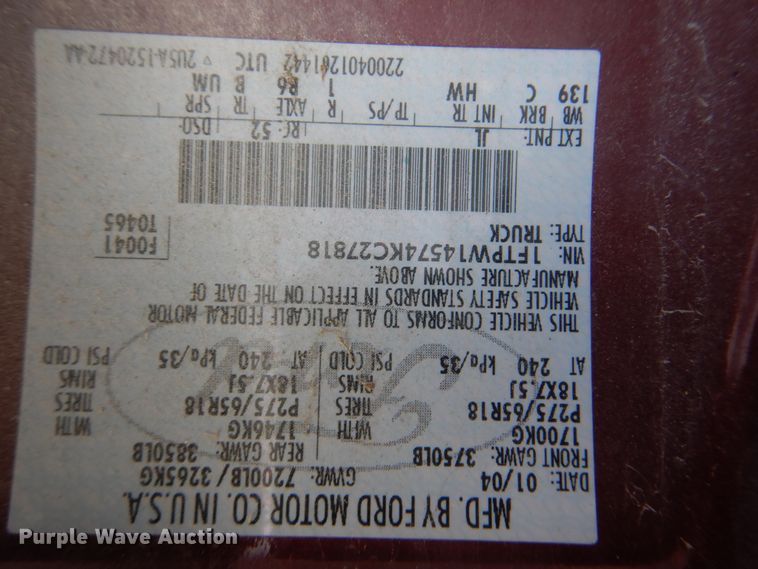 MFD. BY FORD MOTOR CO. IN U.S.A.
DATE: 01/04 GVWR: 7200LB / 3265KG
FRONT GAWR: 3750LB REAR GAWR: 3850LB
1700KG WITH 1746KG WITH
P275/65R18 TIRES P275/65R18 TIRES
18X7.5J RIMS 18X7.5J RIMS
AT 240 kPa/35 PSI COLD AT 240 kPa/35 PSI COLD
THIS VEHICLE CONFORMS TO ALL APPLICABLE FEDERAL MOTOR
VEHICLE SAFETY STANDARDS IN EFFECT ON THE DATE OF
MANUFACTURE SHOWN ABOVE.
VIN: 1FTPW14574KC27818 F0041
TYPE: TRUCK T0465
EXT PNT: JL RC: 52 DSO:
WB BRK INT TR TP/PS R AXLE TR SPR
139 C HW 1 B6 B UM
2200401201442 UTC ▽ 2U5A-1520472-AA
Purple Wave Auction